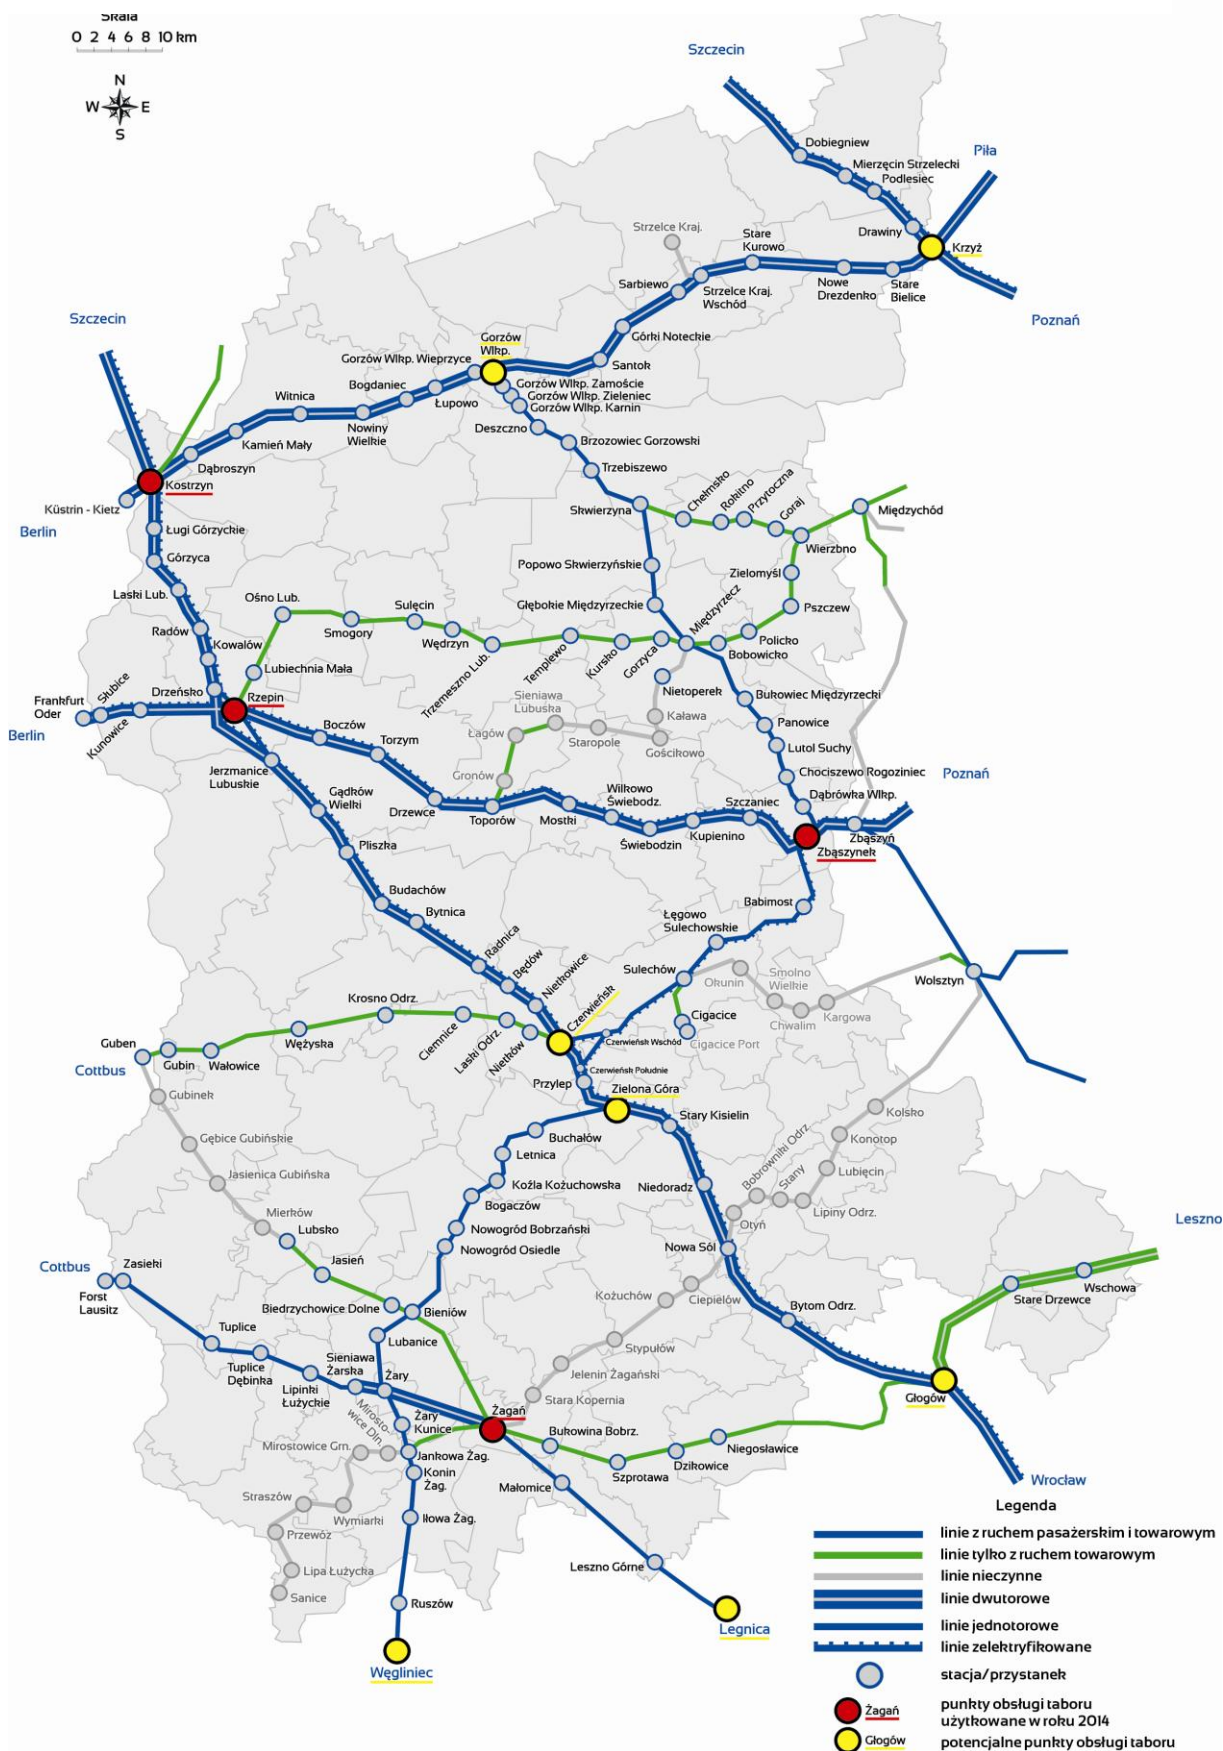 Skala
0 2 4 6 8 10 km
N
W E
S
Szczecin
Dobiegniew
Mierzęcin Strzelecki
Podlesiec
Piła
Drawiny
Krzyż
Strzelce Kraj.
Stare
Kurowo
Sarbiewo
Strzelce Kraj.
Wschód
Nowe
Drezdenko
Stare
Bielice
Poznań
Szczecin
Górki Noteckie
Gorzów
Wlkp.
Santok
Gorzów Wlkp. Wieprzyce
Gorzów Wlkp. Zamoście
Gorzów Wlkp. Zieleniec
Gorzów Wlkp. Karnin
Bogdaniec
Łupowo
Witnica
Nowiny
Wielkie
Kamień Mały
Deszczno
Brzozowiec Gorzowski
Dąbroszyn
Trzebiszewo
Kostrzyn
Küstrin - Kietz
Berlin
Skwierzyna
Chełmsko
Rokitno
Przytoczna
Goraj
Międzychód
Wierzbno
Ługi Górzyckie
Górzyca
Popowo Skwierzyńskie
Zielomyśl
Laski Lub.
Ośno Lub.
Sulęcin
Głębokie Międzyrzeckie
Pszczew
Radów
Smogory
Wędrzyn
Międzyrzecz
Policko
Bobowicko
Kowalów
Trzemeszno Lub.
Templewo
Kursko
Gorzyca
Lubiechnia Mała
Nietoperek
Bukowiec Międzyrzecki
Drzeńsko
Rzepin
Frankfurt
Oder
Słubice
Kunowice
Berlin
Sieniawa
Lubuska
Kaława
Panowice
Boczów
Łagów
Staropole
Gościkowo
Lutol Suchy
Torzym
Jerzmanice
Lubuskie
Gronów
Chociszewo Rogoziniec
Poznań
Gądków
Wielki
Drzewce
Toporów
Mostki
Wilkowo
Świebodz.
Świebodzin
Kupienino
Szczaniec
Dąbrówka Wlkp.
Zbąszyń
Zbąszynek
Pliszka
Budachów
Bytnica
Babimost
Łęgowo
Sulechowskie
Radnica
Będów
Nietkowice
Sulechów
Okunin
Smolno
Wielkie
Chwalim
Kargowa
Wolsztyn
Krosno Odrz.
Czerwieńsk
Cigacice
Cigacice Port
Ciemnice
Laski Odrz.
Nietków
Czerwieńsk Wschód
Czerwieńsk Południe
Guben
Gubin
Wałowice
Wężyska
Cottbus
Przylep
Zielona Góra
Gubinek
Stary Kisielin
Kolsko
Buchałów
Gębice Gubińskie
Letnica
Konotop
Bobrowniki Odrz.
Stany
Lubięcin
Jasienica Gubińska
Koźla Kożuchowska
Niedoradz
Bogaczów
Otyń
Lipiny Odrz.
Mierków
Lubsko
Nowogród Bobrzański
Nowogród Osiedle
Nowa Sól
Leszno
Cottbus
Zasieki
Forst
Lausitz
Jasień
Kożuchów
Ciepielów
Stare Drzewce
Wschowa
Biedrzychowice Dolne
Bieniów
Bytom Odrz.
Lubanice
Stypułów
Tuplice
Tuplice
Dębinka
Sieniawa
Żarska
Lipinki
Łużyckie
Żary
Jelenin Żagański
Głogów
Żary
Kunice
Żagań
Stara Kopernia
Mirosto-
wice Dln.
Mirostowice Grn.
Jankowa Żag.
Bukowina Bobrz.
Niegosławice
Dzikowice
Szprotawa
Konin
Żag.
Małomice
Wrocław
Straszów
Wymiarki
Iłowa Żag.
Przewóz
Lipa Łużycka
Sanice
Leszno Górne
Ruszów
Legnica
Węgliniec
Legenda
linie z ruchem pasażerskim i towarowym
linie tylko z ruchem towarowym
linie nieczynne
linie dwutorowe
linie jednotorowe
linie zelektryfikowane
stacja/przystanek
Żagań
punkty obsługi taboru
użytkowane w roku 2014
Głogów
potencjalne punkty obsługi taboru